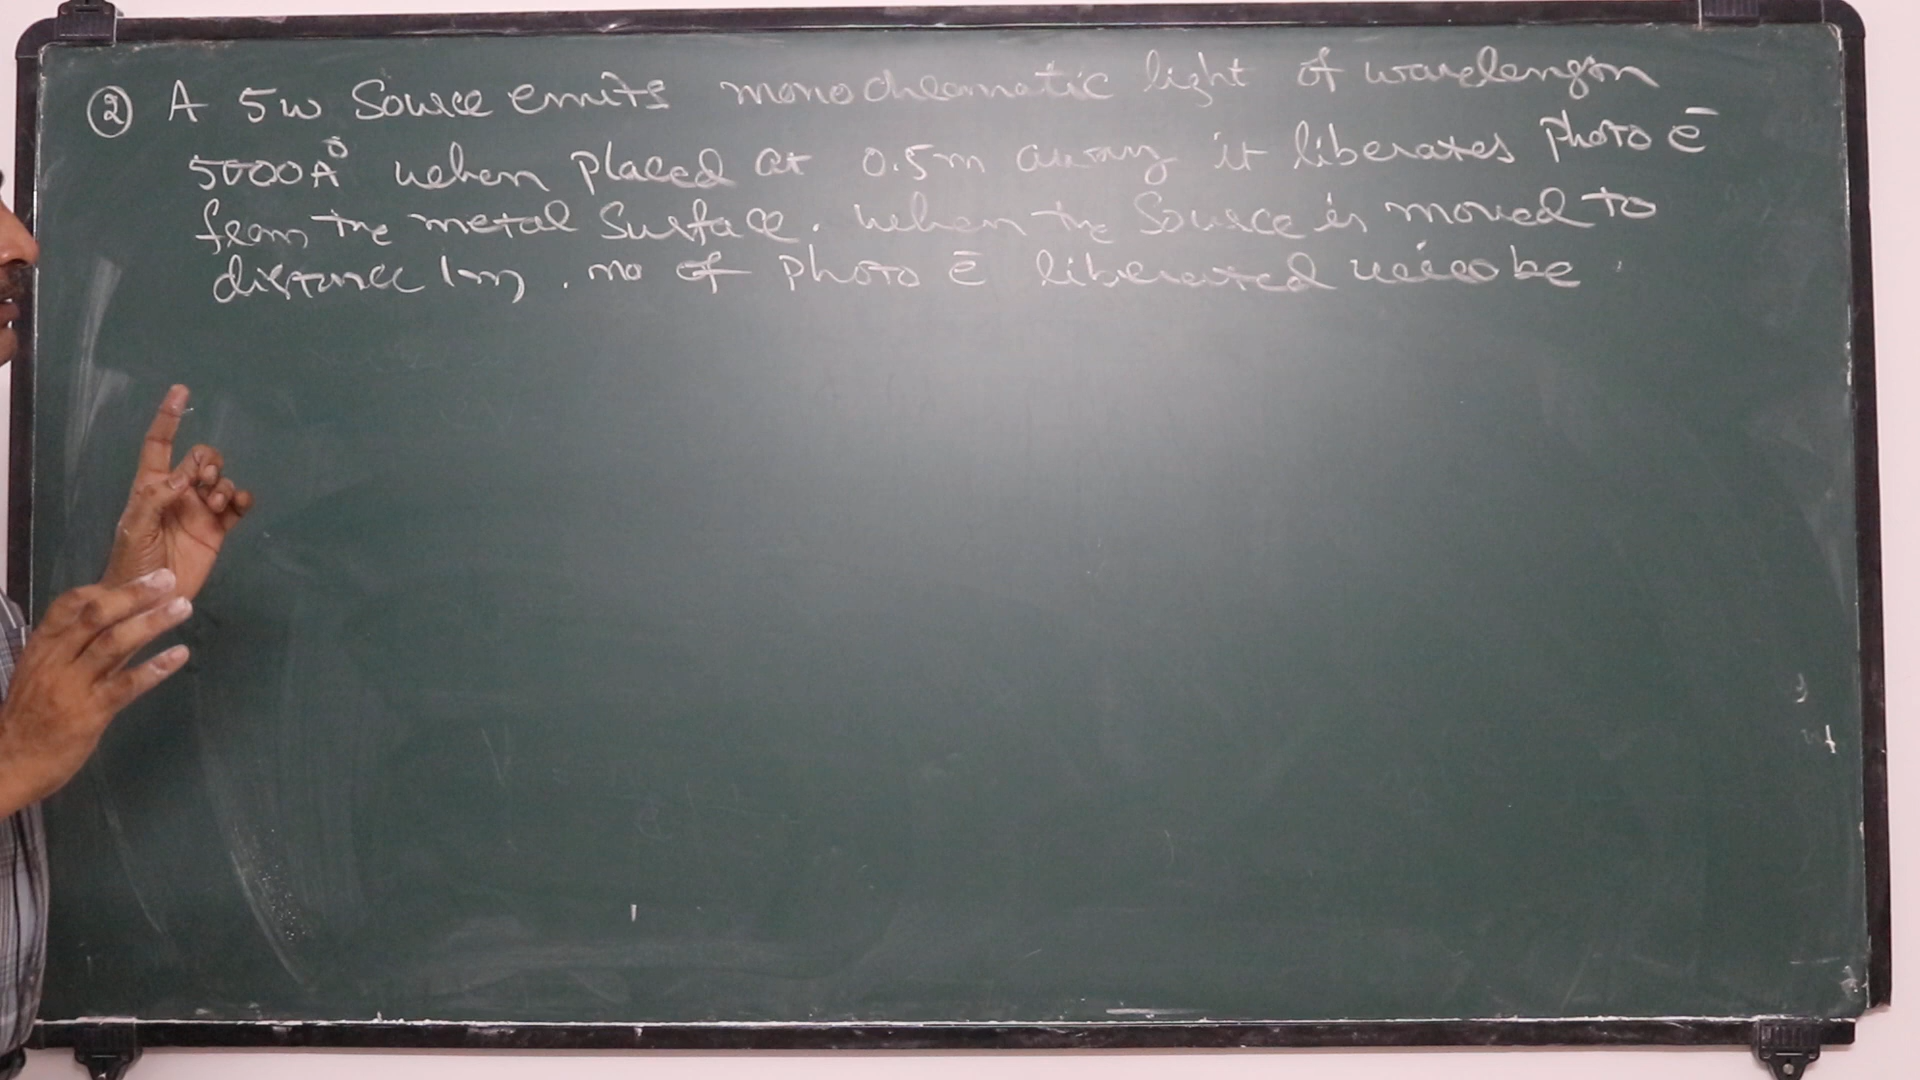 ② A 5w Source emits monochromatic light of wavelength
5000A° when placed at 0.5m away it liberates photo ē
from the metal Surface. when the Source is moved to
distance 1m. no of photo ē liberated will be